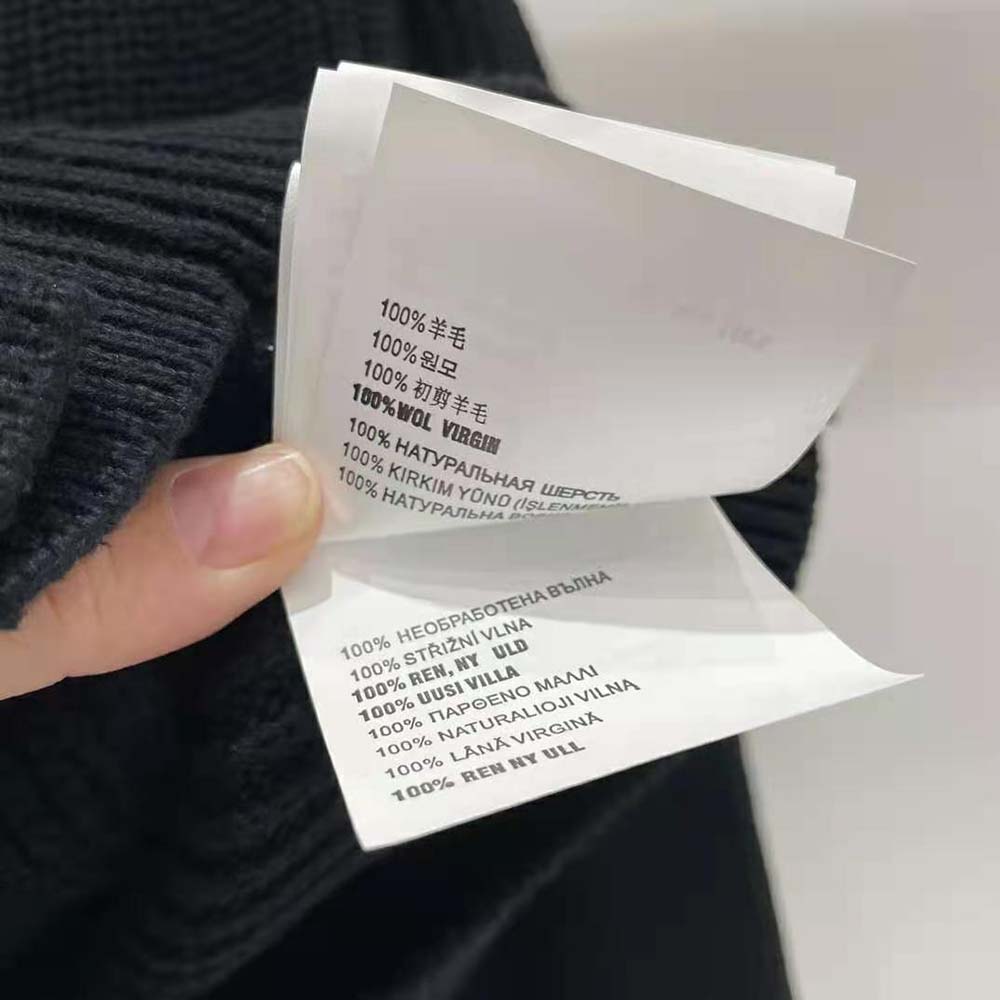 100% 羊毛
100% 원모
100% 初剪羊毛
100% WOL VIRGIN
100% НАТУРАЛЬНАЯ ШЕРСТЬ
100% KIRKIM YÜNÜ
100% НАТУРАЛЬНА
100% НЕОБРАБОТЕНА ВЪЛНА
100% STŘIŽNÍ VLNA
100% REN, NY ULD
100% UUSI VILLA
100% ΠΑΡΘΕΝΟ ΜΑΛΛΙ
100% NATURALIOJI VILNA
100% LÂNĂ VIRGINĂ
100% REN NY ULL